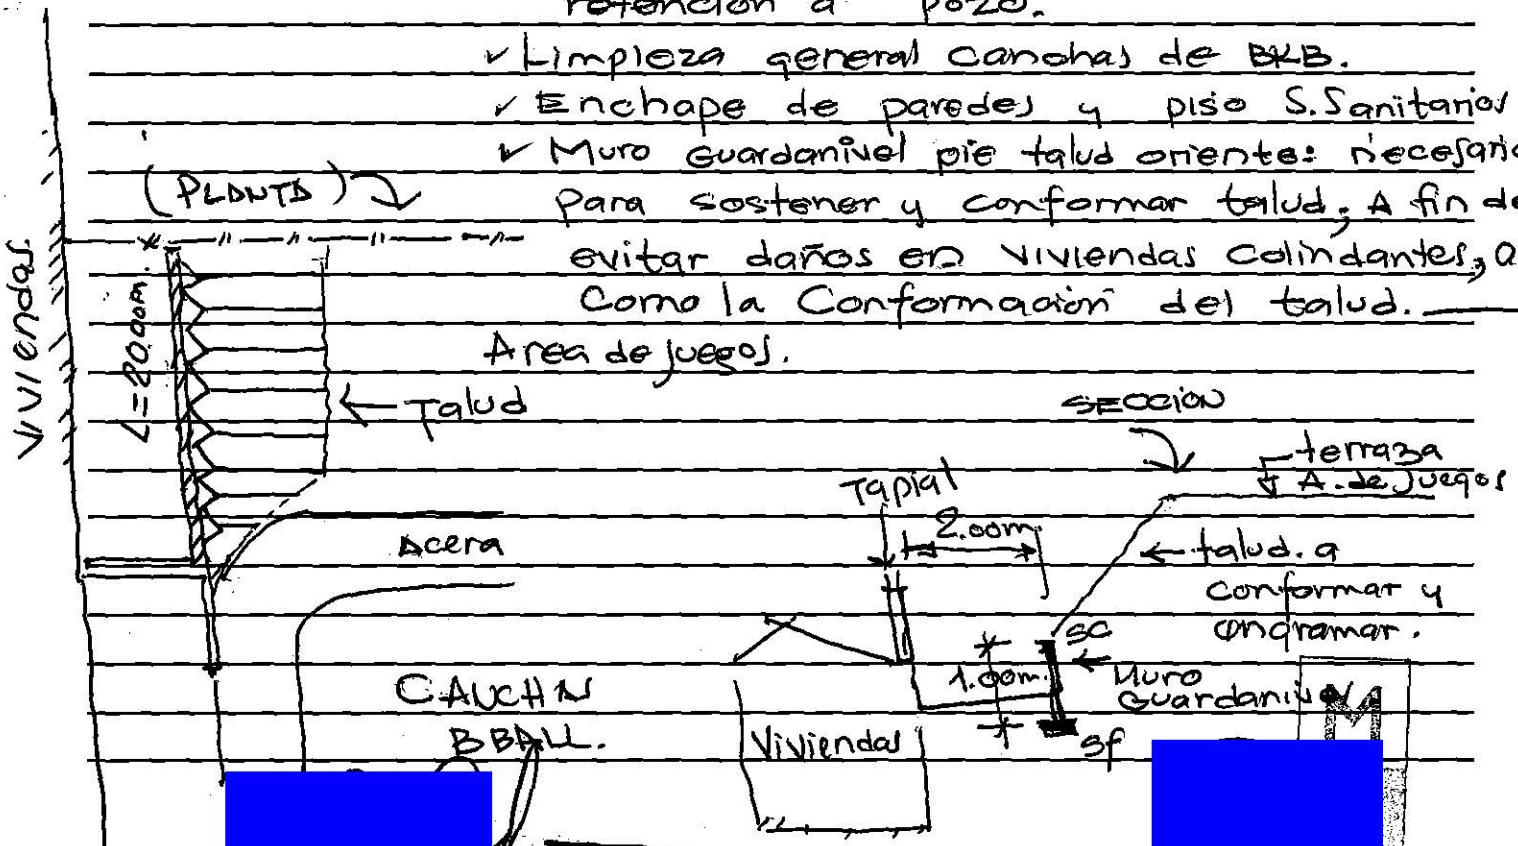 retención a pozo.
✓ Limpieza general Canchas de BKB.
✓ Enchape de paredes y piso S.Sanitarios
✓ Muro Guardanivel pie talud oriente: necesario
para sostener y conformar talud, A fin de
evitar daños en viviendas Colindantes, a
Como la Conformación del talud.
Area de juegos.
(PLANTA)
Viviendas
L=20.00m.
Talud
Acera
CAUCHA
BBALL.
SECCION
terraza
A. de Juegos
Tapial
2.00m.
talud. a
conformar y
engramar.
SC
1.00m.
Muro
Guardanivel
Viviendas
Sf
M